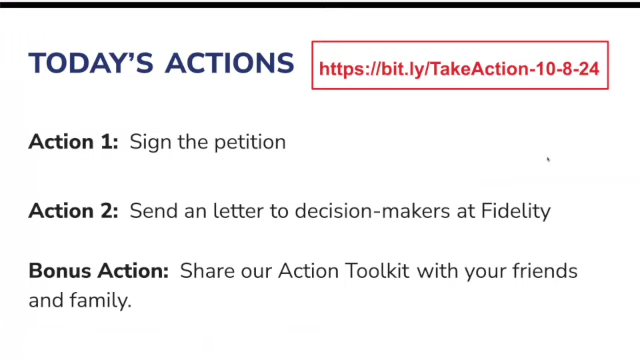 TODAY'S ACTIONS https://bit.ly/TakeAction-10-8-24
Action 1: Sign the petition
Action 2: Send an letter to decision-makers at Fidelity
Bonus Action: Share our Action Toolkit with your friends
and family.